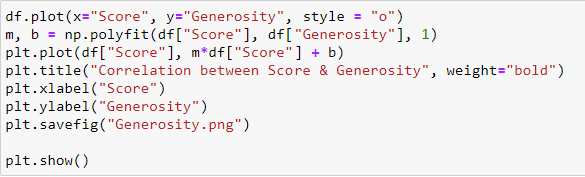 df.plot(x="Score", y="Generosity", style = "o")
m, b = np.polyfit(df["Score"], df["Generosity"], 1)
plt.plot(df["Score"], m*df["Score"] + b)
plt.title("Correlation between Score & Generosity", weight="bold")
plt.xlabel("Score")
plt.ylabel("Generosity")
plt.savefig("Generosity.png")

plt.show()